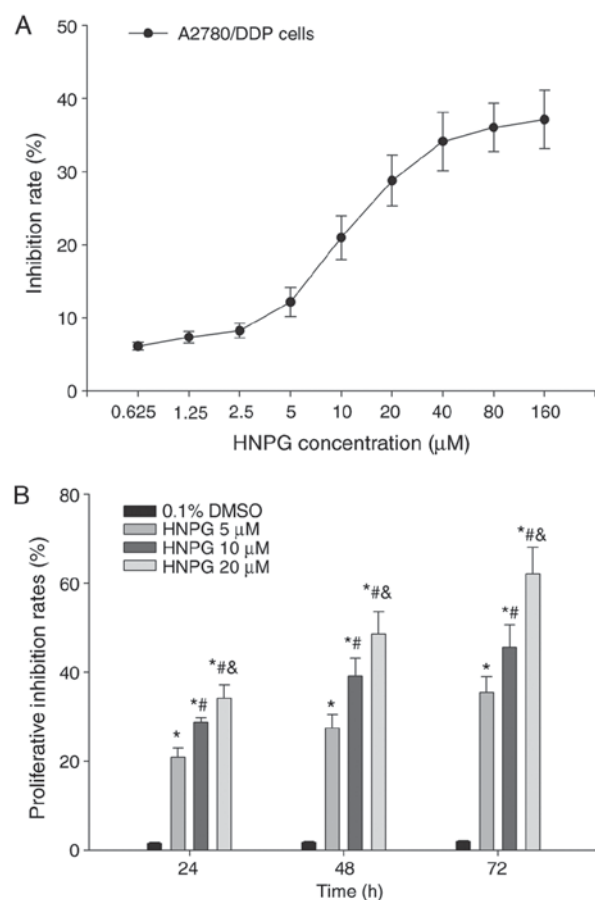 A
A2780/DDP cells
Inhibition rate (%)
50
40
30
20
10
0
0.625 1.25 2.5 5 10 20 40 80 160
HNPG concentration (μM)
B
0.1% DMSO
HNPG 5 μM
HNPG 10 μM
HNPG 20 μM
Proliferative inhibition rates (%)
80
60
40
20
0
* *# *#& * *# *#& * *# *#&
24 48 72
Time (h)